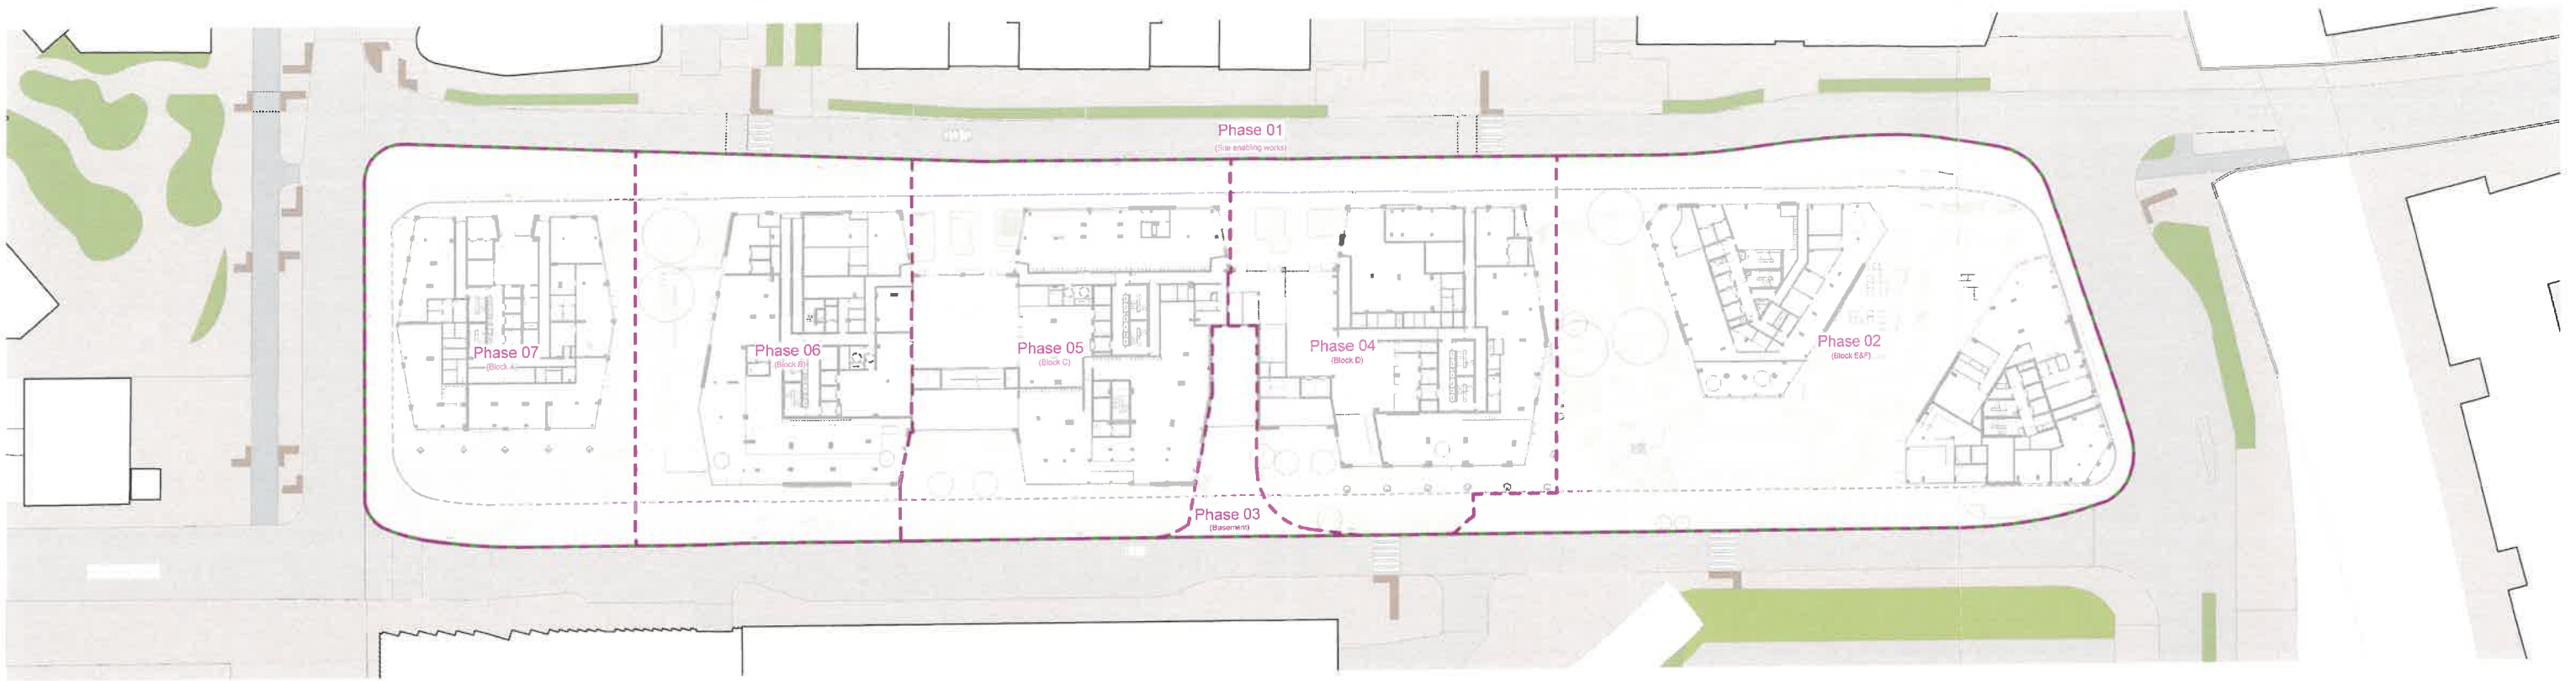 Phase 01
(Site enabling works)
Phase 07
(Block A)
Phase 06
(Block B)
Phase 05
(Block C)
Phase 04
(Block D)
Phase 02
(Block E&F)
Phase 03
(Basement)